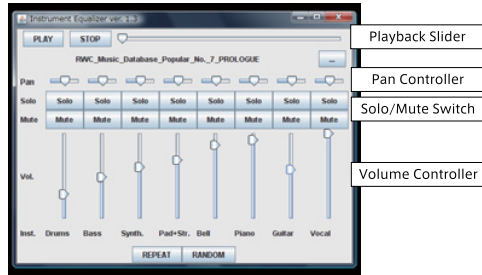 Instrument Equalizer ver. 1.3
PLAY STOP
Playback Slider
RWC_Music_Database_Popular_No._7_PROLOGUE ...
Pan
Pan Controller
Solo Solo Solo Solo Solo Solo Solo Solo Solo
Solo/Mute Switch
Mute Mute Mute Mute Mute Mute Mute Mute Mute
Vol.
Volume Controller
Inst. Drums Bass Synth. Pad+Str. Bell Piano Guitar Vocal
REPEAT RANDOM